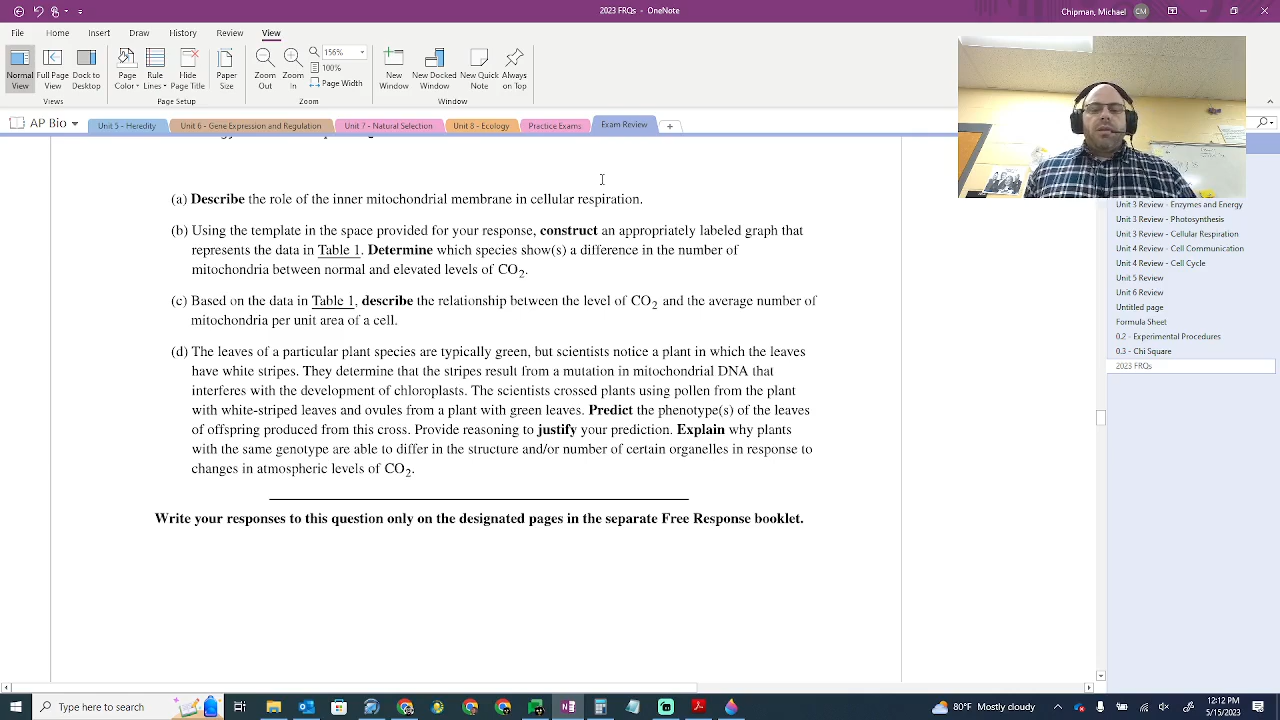 2023 FRQs - OneNote
Chapman, Charles
CM
File
Home
Insert
Draw
History
Review
View
Normal View
Full Page View
Dock to Desktop
Views
Page Color
Rule Lines
Hide Page Title
Page Setup
Paper Size
Zoom Out
Zoom In
156%
100%
Page Width
Zoom
New Window
New Docked Window
New Quick Note
Always on Top
Window
AP Bio
Unit 5 - Heredity
Unit 6 - Gene Expression and Regulation
Unit 7 - Natural Selection
Unit 8 - Ecology
Practice Exams
Exam Review
(a) Describe the role of the inner mitochondrial membrane in cellular respiration.
(b) Using the template in the space provided for your response, construct an appropriately labeled graph that
represents the data in Table 1. Determine which species show(s) a difference in the number of
mitochondria between normal and elevated levels of CO2.
(c) Based on the data in Table 1, describe the relationship between the level of CO2 and the average number of
mitochondria per unit area of a cell.
(d) The leaves of a particular plant species are typically green, but scientists notice a plant in which the leaves
have white stripes. They determine that the stripes result from a mutation in mitochondrial DNA that
interferes with the development of chloroplasts. The scientists crossed plants using pollen from the plant
with white-striped leaves and ovules from a plant with green leaves. Predict the phenotype(s) of the leaves
of offspring produced from this cross. Provide reasoning to justify your prediction. Explain why plants
with the same genotype are able to differ in the structure and/or number of certain organelles in response to
changes in atmospheric levels of CO2.
Write your responses to this question only on the designated pages in the separate Free Response booklet.
Unit 3 Review - Enzymes and Energy
Unit 3 Review - Photosynthesis
Unit 3 Review - Cellular Respiration
Unit 4 Review - Cell Communication
Unit 4 Review - Cell Cycle
Unit 5 Review
Unit 6 Review
Untitled page
Formula Sheet
0.2 - Experimental Procedures
0.3 - Chi Square
2023 FRQs
Type here to search
80°F Mostly cloudy
12:12 PM
5/15/2023